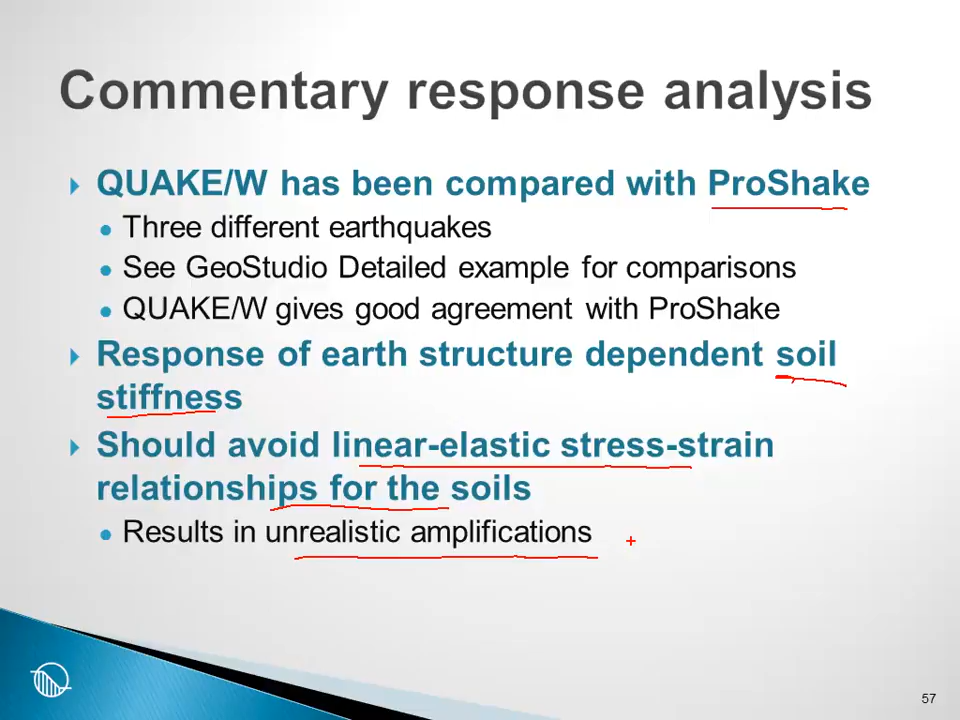 Commentary response analysis
QUAKE/W has been compared with ProShake
Three different earthquakes
See GeoStudio Detailed example for comparisons
QUAKE/W gives good agreement with ProShake
Response of earth structure dependent soil
stiffness
Should avoid linear-elastic stress-strain
relationships for the soils
Results in unrealistic amplifications
57